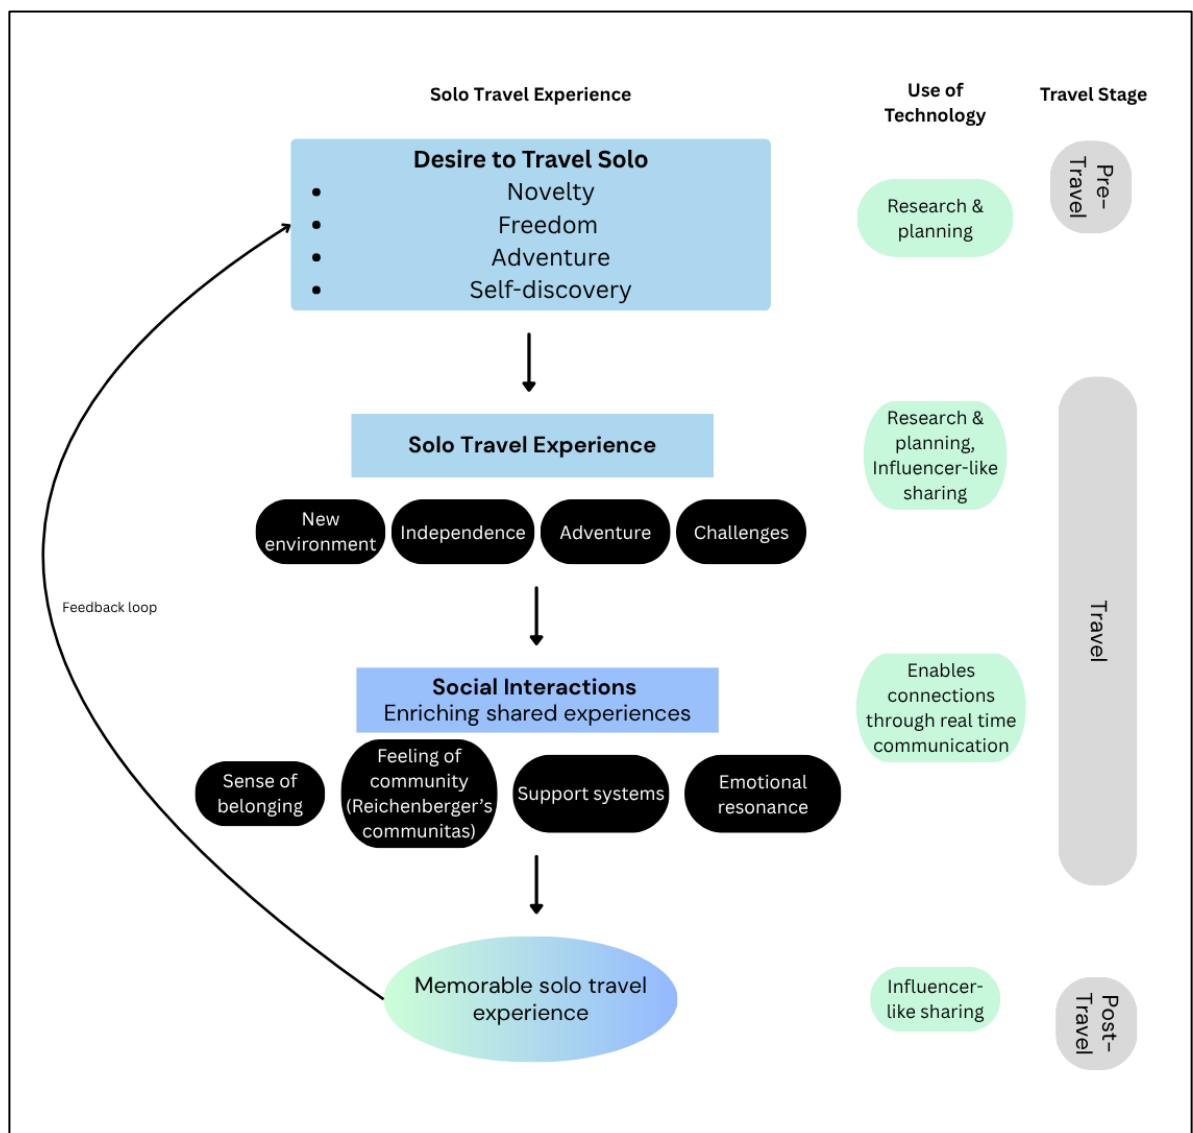 Solo Travel Experience
Use of
Technology
Travel Stage
Desire to Travel Solo
• Novelty
• Freedom
• Adventure
• Self-discovery
Research &
planning
Pre-
Travel
Solo Travel Experience
New
environment
Independence
Adventure
Challenges
Research &
planning,
Influencer-like
sharing
Feedback loop
Travel
Social Interactions
Enriching shared experiences
Sense of
belonging
Feeling of
community
(Reichenberger’s
communitas)
Support systems
Emotional
resonance
Enables
connections
through real time
communication
Memorable solo travel
experience
Influencer-
like sharing
Post-
Travel